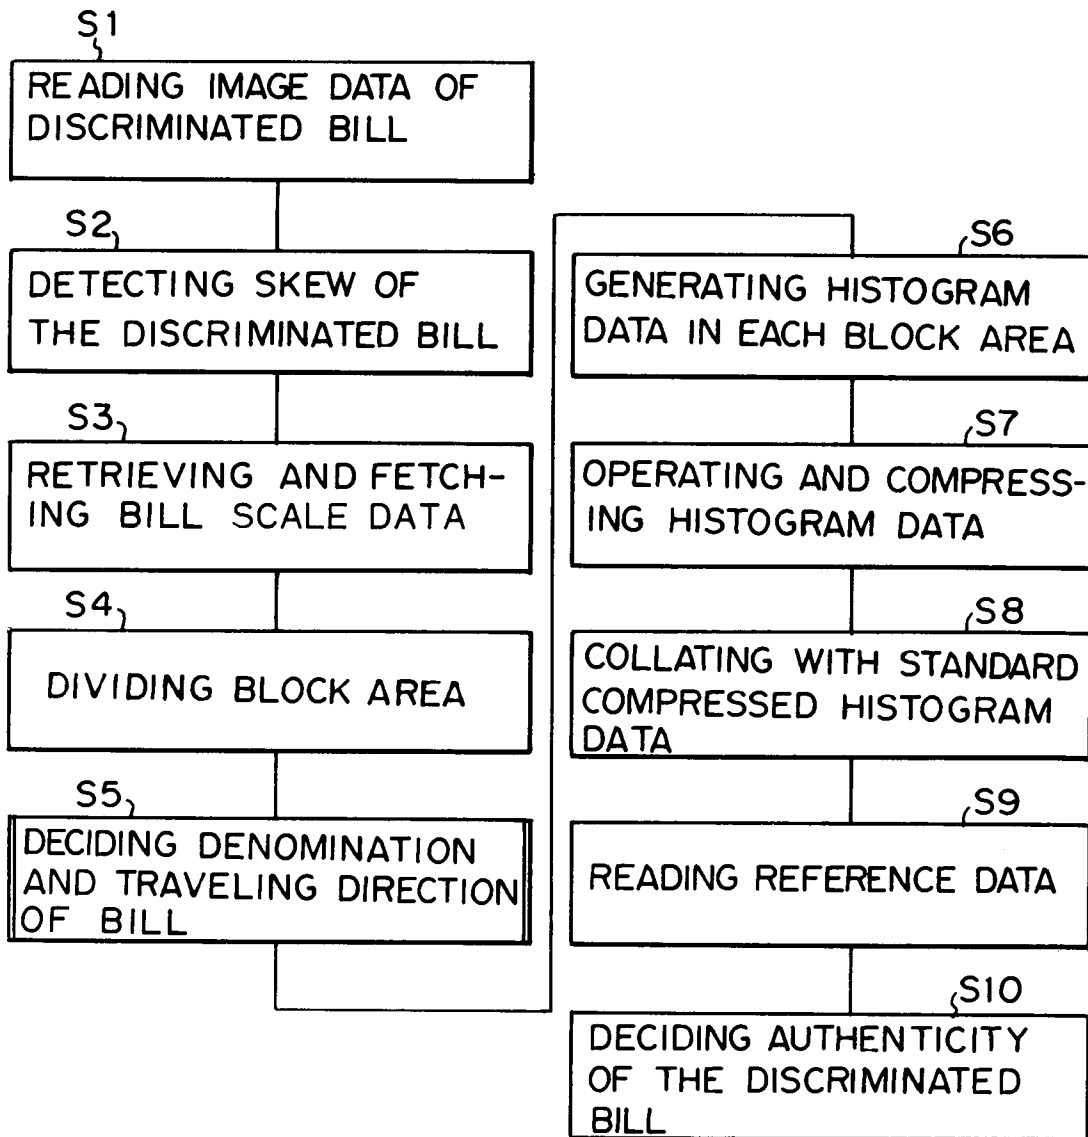 S1
READING IMAGE DATA OF
DISCRIMINATED BILL
S2
DETECTING SKEW OF
THE DISCRIMINATED BILL
S3
RETRIEVING AND FETCH-
ING BILL SCALE DATA
S4
DIVIDING BLOCK AREA
S5
DECIDING DENOMINATION
AND TRAVELING DIRECTION
OF BILL
S6
GENERATING HISTOGRAM
DATA IN EACH BLOCK AREA
S7
OPERATING AND COMPRESS-
ING HISTOGRAM DATA
S8
COLLATING WITH STANDARD
COMPRESSED HISTOGRAM
DATA
S9
READING REFERENCE DATA
S10
DECIDING AUTHENTICITY
OF THE DISCRIMINATED
BILL